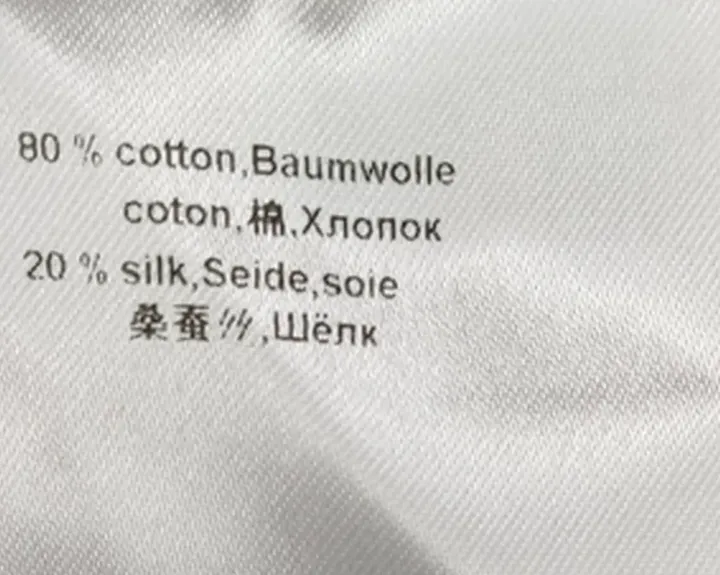 80 % cotton,Baumwolle
coton,棉,Хлопок
20 % silk,Seide,soie
桑蚕丝,Шёлк